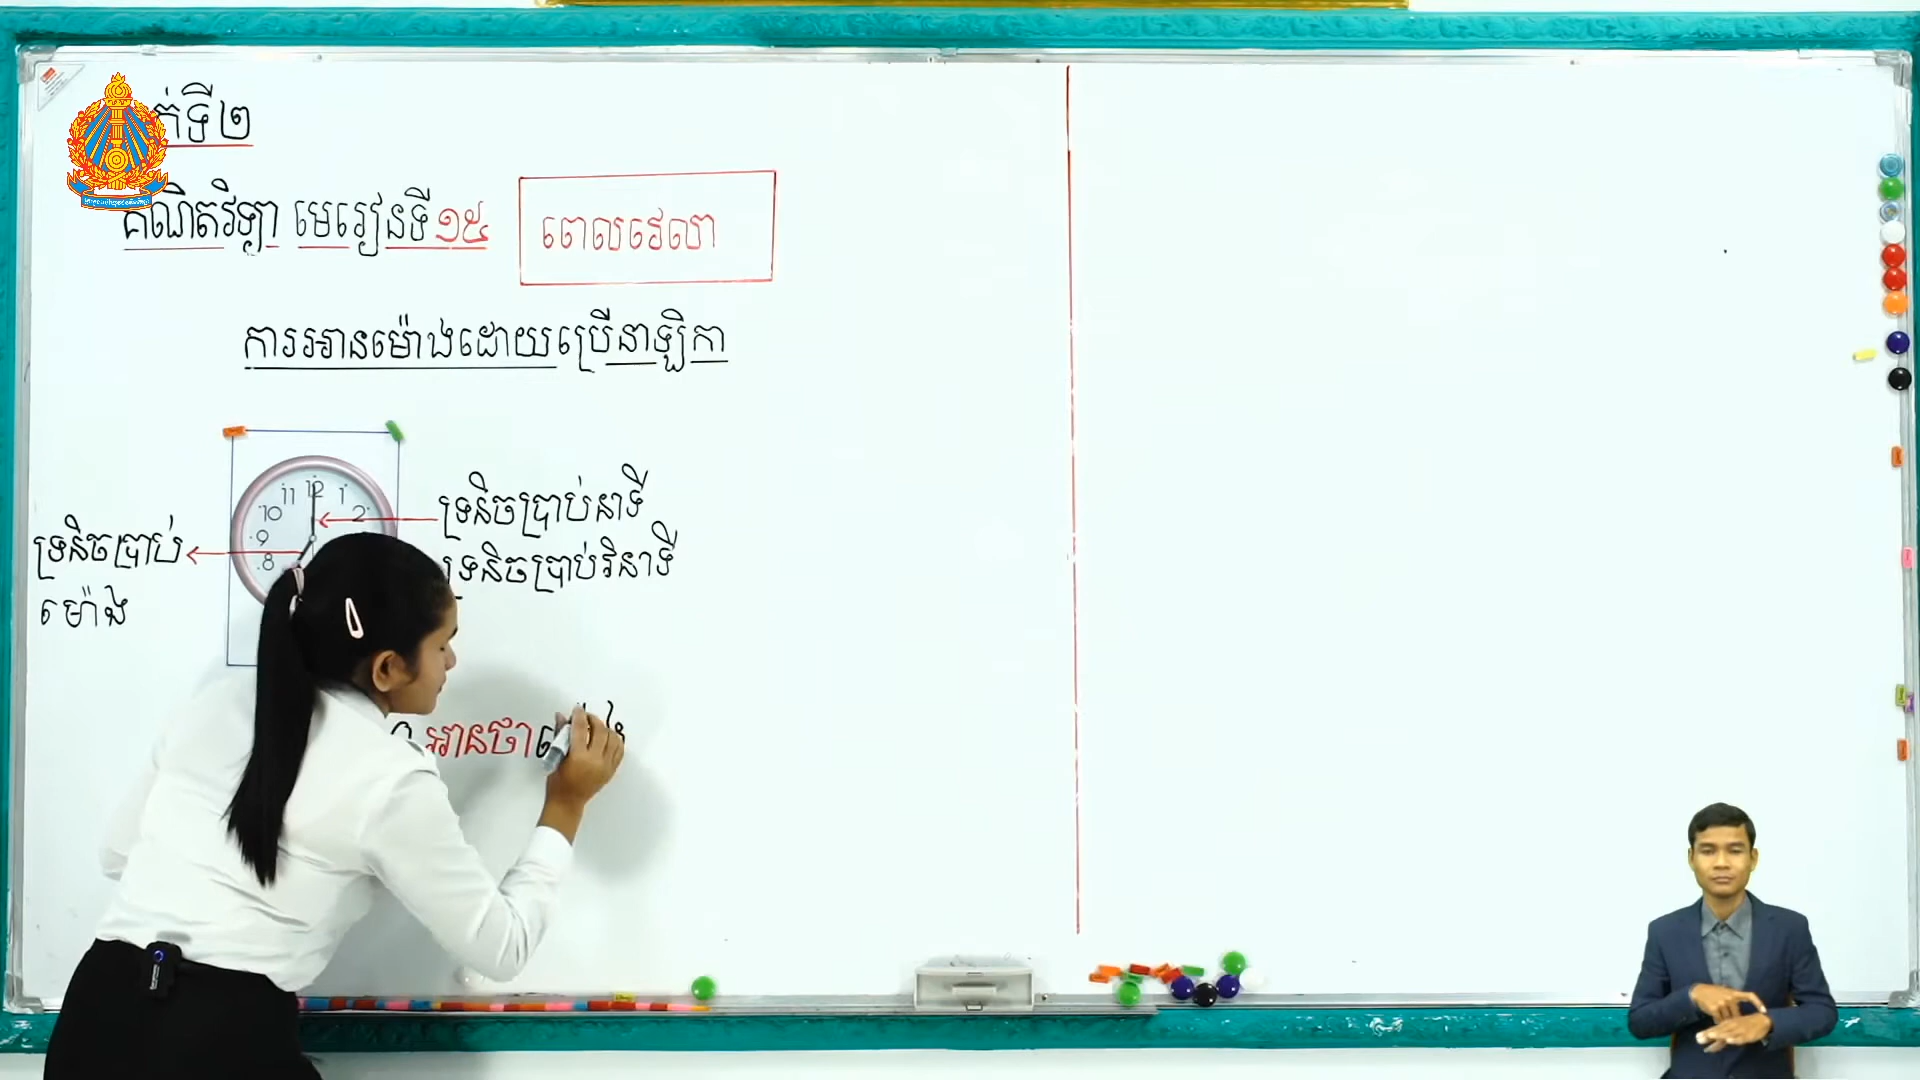 ក់ទី២
គណិតវិទ្យា មេរៀនទី១៥
ពេលវេលា
ការអានម៉ោងដោយប្រើនាឡិកា
11 12 1
10 2
9
8
ទ្រនិចប្រាប់នាទី
ទ្រនិចប្រាប់វិនាទី
ទ្រនិចប្រាប់
ម៉ោង
អានថា